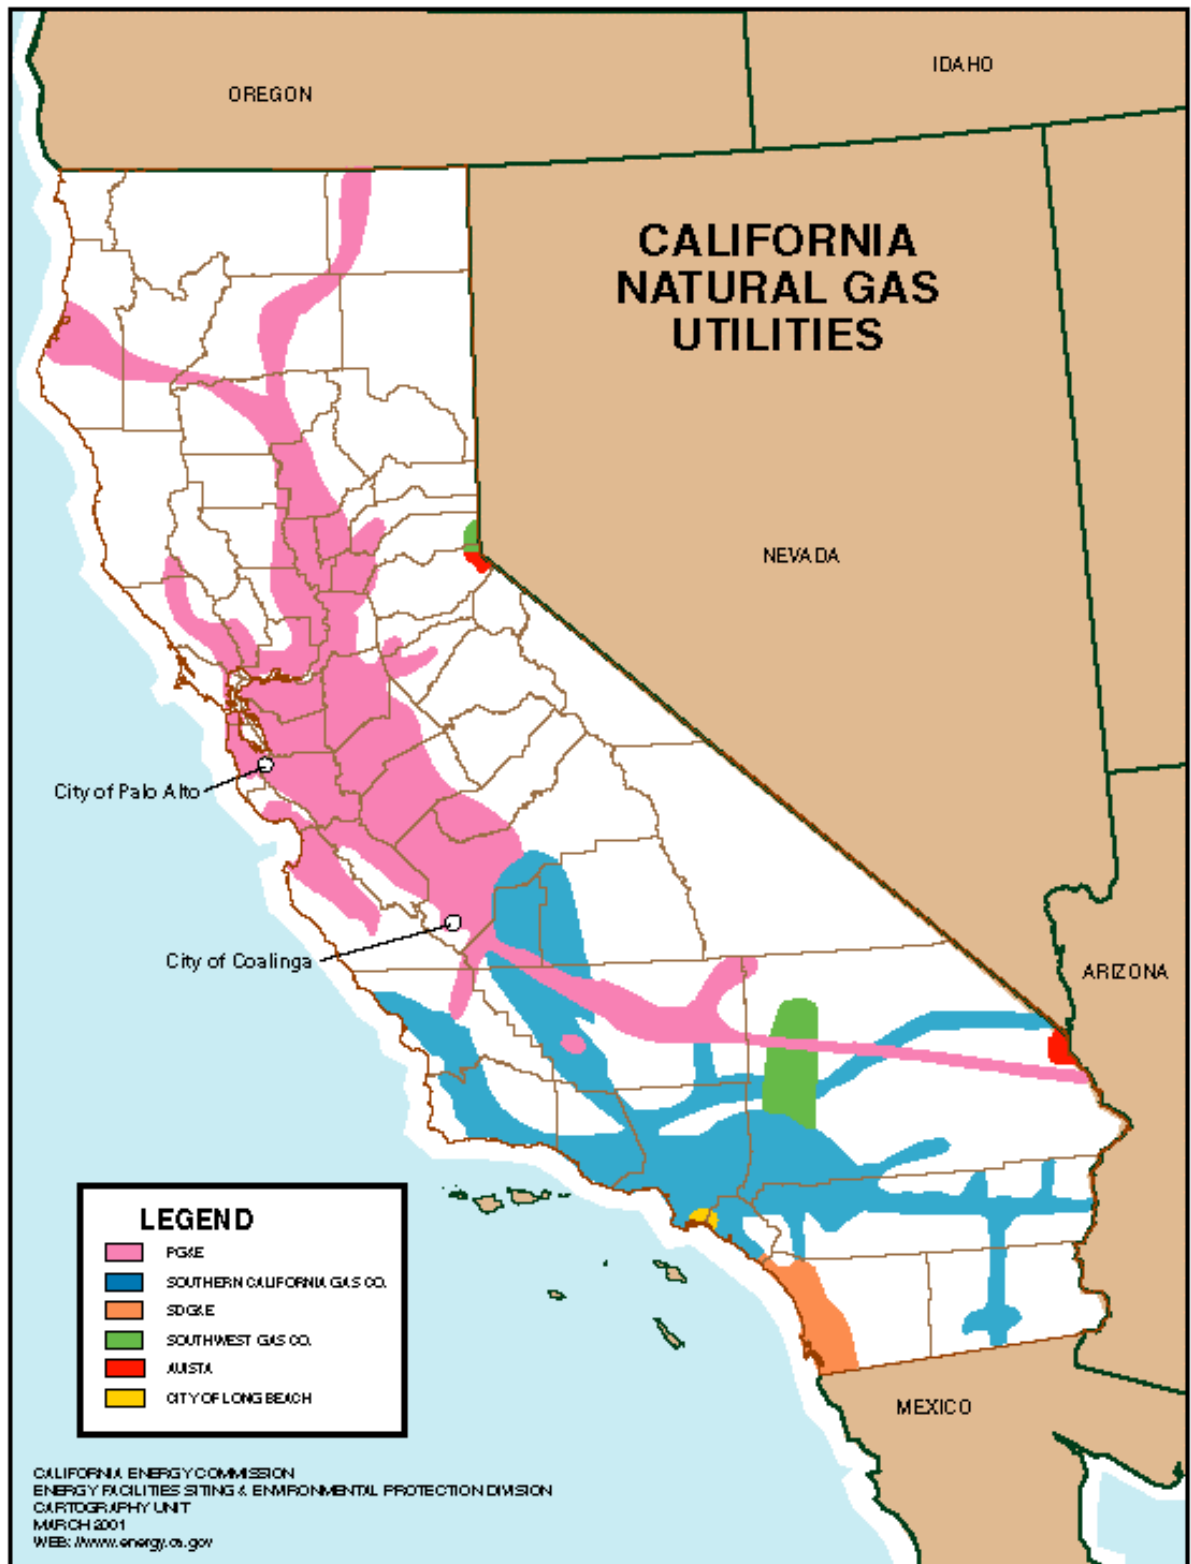 OREGON
IDAHO
CALIFORNIA
NATURAL GAS
UTILITIES
NEVADA
City of Palo Alto
City of Coalinga
ARIZONA
LEGEND
PG&E
SOUTHERN CALIFORNIA GAS CO.
SDG&E
SOUTHWEST GAS CO.
AVISTA
CITY OF LONG BEACH
MEXICO
CALIFORNIA ENERGY COMMISSION
ENERGY FACILITIES SITING & ENVIRONMENTAL PROTECTION DIVISION
CARTOGRAPHY UNIT
MARCH 2001
WEB: //www.energy.ca.gov